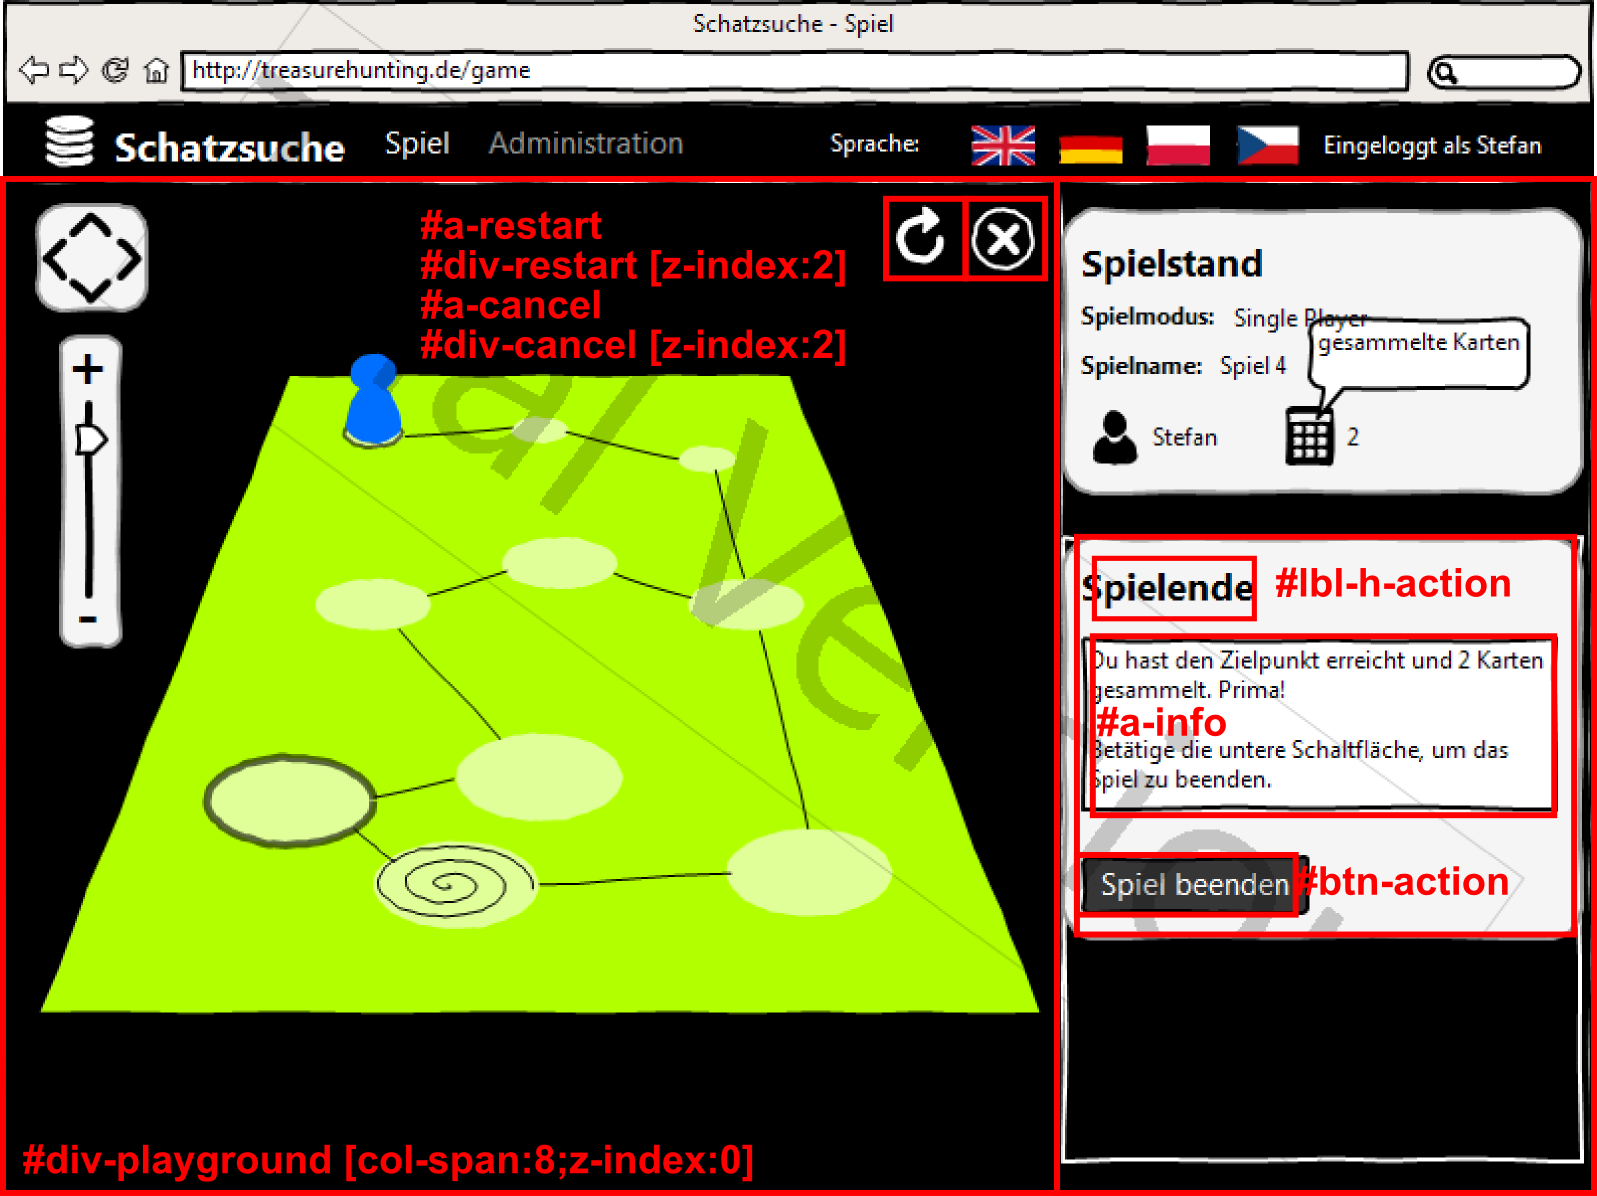 Schatzsuche - Spiel
http://treasurehunting.de/game
Schatzsuche Spiel Administration Sprache: Eingeloggt als Stefan
#a-restart
#div-restart [z-index:2]
#a-cancel
#div-cancel [z-index:2]
+
-
Spielstand
Spielmodus: Single Player
gesammelte Karten
Spielname: Spiel 4
Stefan 2
Spielende #lbl-h-action
Du hast den Zielpunkt erreicht und 2 Karten
gesammelt. Prima!
#a-info
Betätige die untere Schaltfläche, um das
Spiel zu beenden.
Spiel beenden #btn-action
#div-playground [col-span:8;z-index:0]